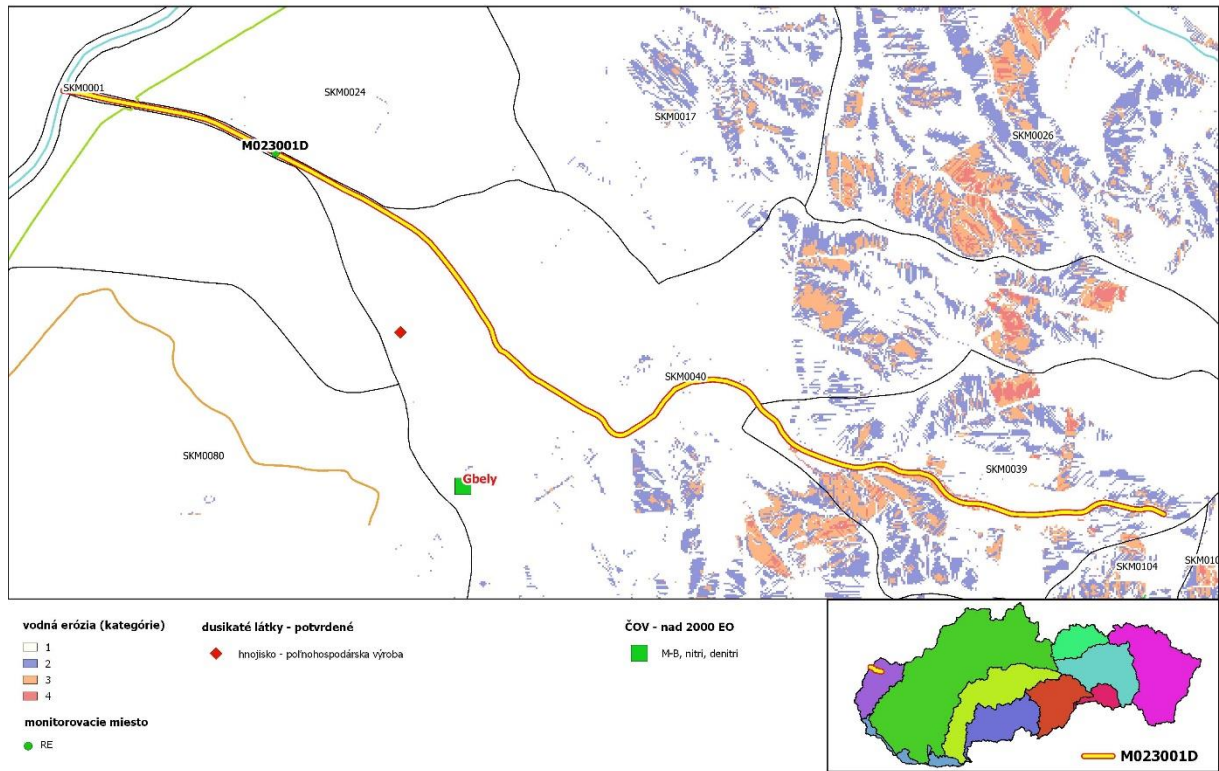 SKM0001
SKM0024
SKM0017
SKM0026
M023001D
SKM0040
SKM0080
Gbely
SKM0039
SKM0104
SKM010
vodná erózia (kategórie)
1
2
3
4
monitorovacie miesto
RE
dusikaté látky - potvrdené
hnojisko - poľnohospodárska výroba
ČOV - nad 2000 EO
M-B, nitri, denitri
M023001D